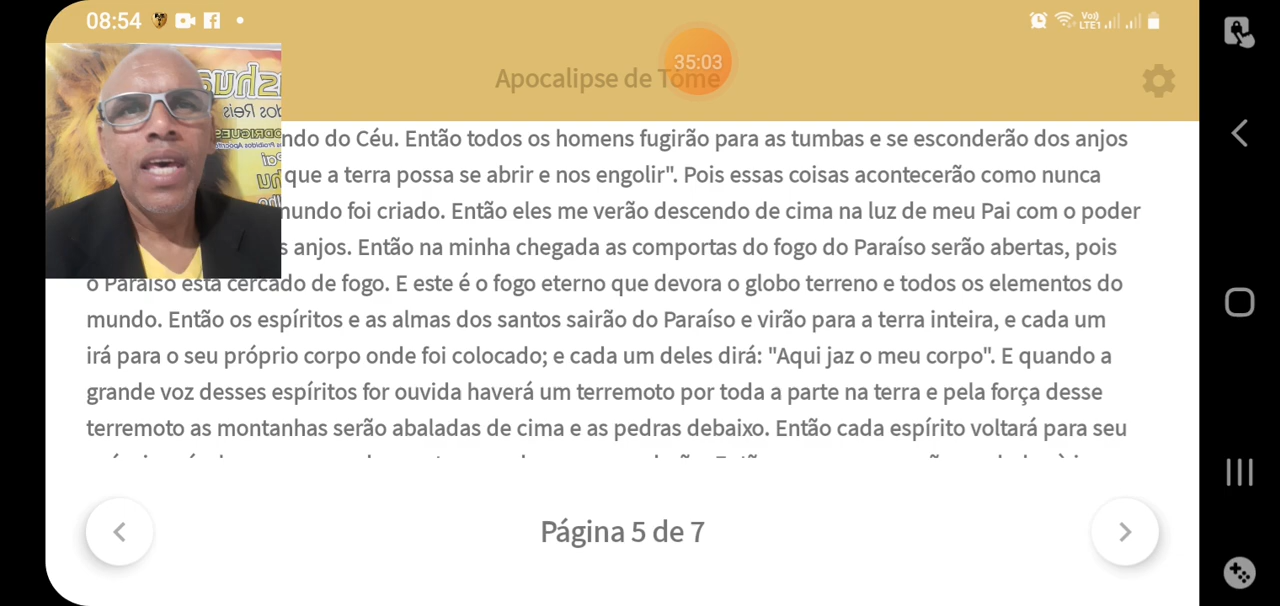 08:54
Vo))
LTE1
35:03
Apocalipse de Tomé
shua
dos Reis
RODRIGUES
Pai
ndo do Céu. Então todos os homens fugirão para as tumbas e se esconderão dos anjos
que a terra possa se abrir e nos engolir". Pois essas coisas acontecerão como nunca
mundo foi criado. Então eles me verão descendo de cima na luz de meu Pai com o poder
s anjos. Então na minha chegada as comportas do fogo do Paraíso serão abertas, pois
o Paraíso está cercado de fogo. E este é o fogo eterno que devora o globo terreno e todos os elementos do
mundo. Então os espíritos e as almas dos santos sairão do Paraíso e virão para a terra inteira, e cada um
irá para o seu próprio corpo onde foi colocado; e cada um deles dirá: "Aqui jaz o meu corpo". E quando a
grande voz desses espíritos for ouvida haverá um terremoto por toda a parte na terra e pela força desse
terremoto as montanhas serão abaladas de cima e as pedras debaixo. Então cada espírito voltará para seu
Página 5 de 7